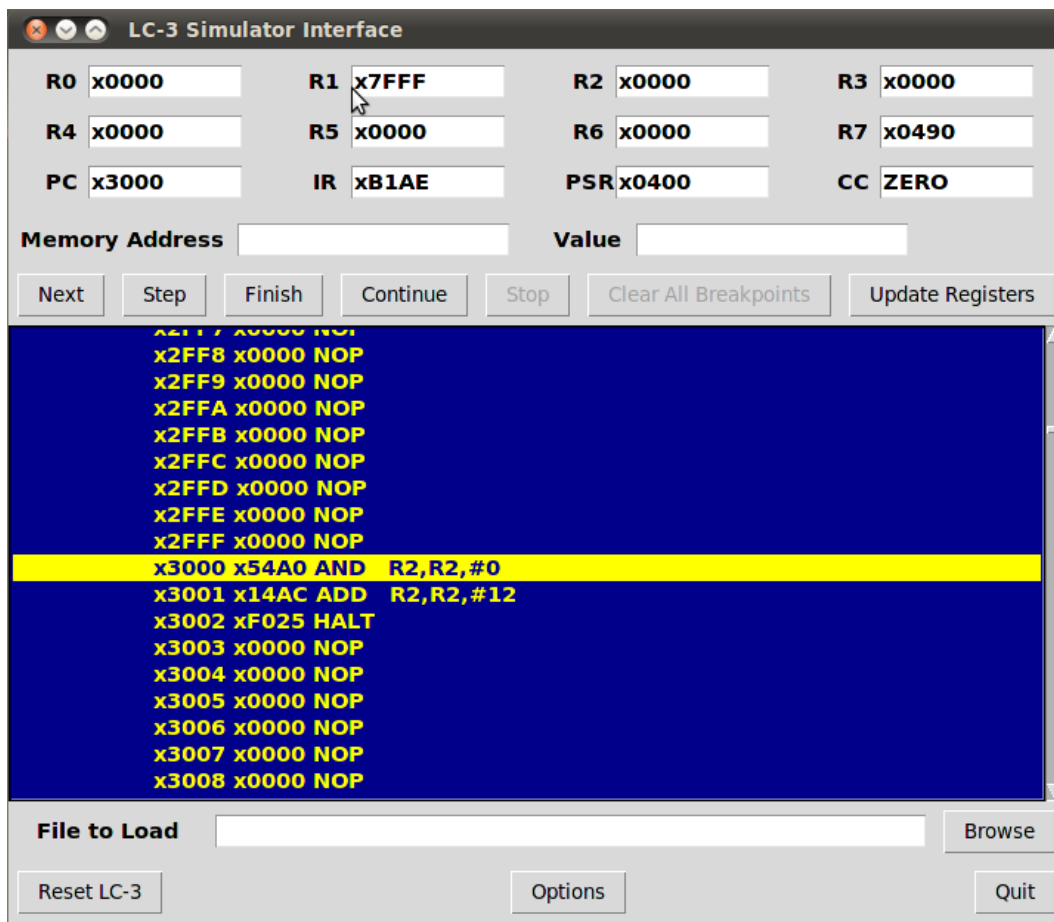 LC-3 Simulator Interface
R0 x0000 R1 x7FFF R2 x0000 R3 x0000
R4 x0000 R5 x0000 R6 x0000 R7 x0490
PC x3000 IR xB1AE PSR x0400 CC ZERO
Memory Address Value
Next Step Finish Continue Stop Clear All Breakpoints Update Registers
x2FF7 x0000 NOP
x2FF8 x0000 NOP
x2FF9 x0000 NOP
x2FFA x0000 NOP
x2FFB x0000 NOP
x2FFC x0000 NOP
x2FFD x0000 NOP
x2FFE x0000 NOP
x2FFF x0000 NOP
x3000 x54A0 AND R2,R2,#0
x3001 x14AC ADD R2,R2,#12
x3002 xF025 HALT
x3003 x0000 NOP
x3004 x0000 NOP
x3005 x0000 NOP
x3006 x0000 NOP
x3007 x0000 NOP
x3008 x0000 NOP
File to Load Browse
Reset LC-3 Options Quit